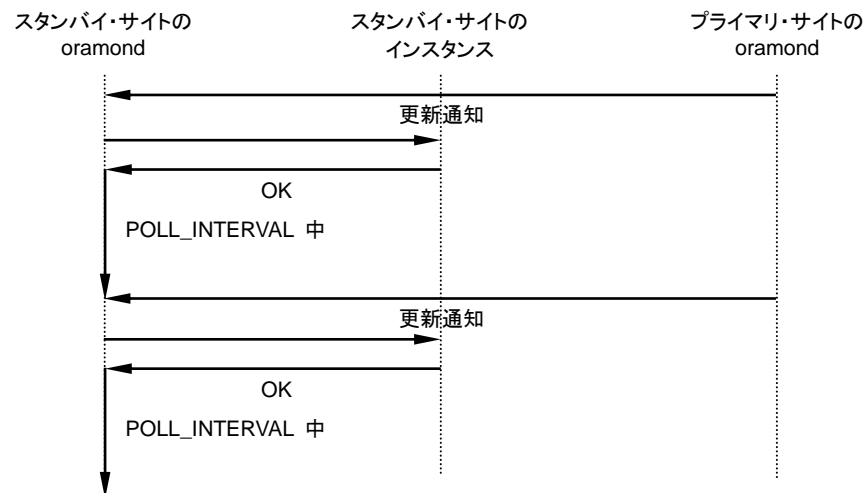 スタンバイ・サイトの
oramond
スタンバイ・サイトの
インスタンス
プライマリ・サイトの
oramond
更新通知
OK
POLL_INTERVAL 中
更新通知
OK
POLL_INTERVAL 中